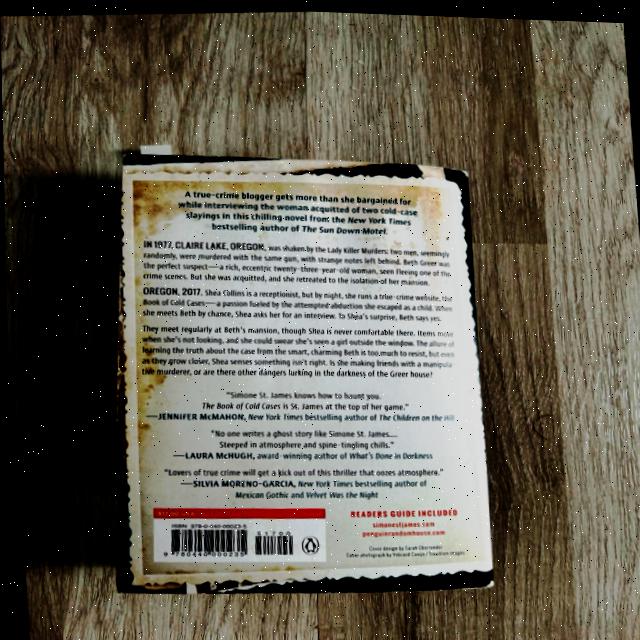 A true-crime blogger gets more than she bargained for
while interviewing the woman acquitted of two cold-case
slayings in this chilling novel from the New York Times
bestselling author of The Sun Down Motel.
IN 1977, CLAIRE LAKE, OREGON, was shaken by the Lady Killer Murders: two men, seemingly
randomly, were murdered with the same gun, with strange notes left behind. Beth Greer was
the perfect suspect—a rich, eccentric twenty-three-year-old woman, seen fleeing one of the
crime scenes. But she was acquitted, and she retreated to the isolation of her mansion.
OREGON, 2017. Shea Collins is a receptionist, but by night, she runs a true-crime website, the
Book of Cold Cases—a passion fueled by the attempted abduction she escaped as a child. When
she meets Beth by chance, Shea asks her for an interview. To Shea's surprise, Beth says yes.
They meet regularly at Beth's mansion, though Shea is never comfortable there. Items move
when she's not looking, and she could swear she's seen a girl outside the window. The allure of
learning the truth about the case from the smart, charming Beth is too much to resist, but even
as they grow closer, Shea senses something isn't right. Is she making friends with a manipula
murderer, or are there other dangers lurking in the darkness of the Greer house?
"Simone St. James knows how to haunt you.
The Book of Cold Cases is St. James at the top of her game."
—JENNIFER McMAHON, New York Times bestselling author of The Children on the Hill
"No one writes a ghost story like Simone St. James....
Steeped in atmosphere and spine-tingling chills."
—LAURA McHUGH, award-winning author of What's Done in Darkness
"Lovers of true crime will get a kick out of this thriller that oozes atmosphere."
—SILVIA MORENO-GARCIA, New York Times bestselling author of
Mexican Gothic and Velvet Was the Night
READERS GUIDE INCLUDED
simonestjames.com
penguinrandomhouse.com
ISBN 978-0-440-00023-5
51700
9 780440 000235
Cover design by Sarah Oberrender
Cover photograph by